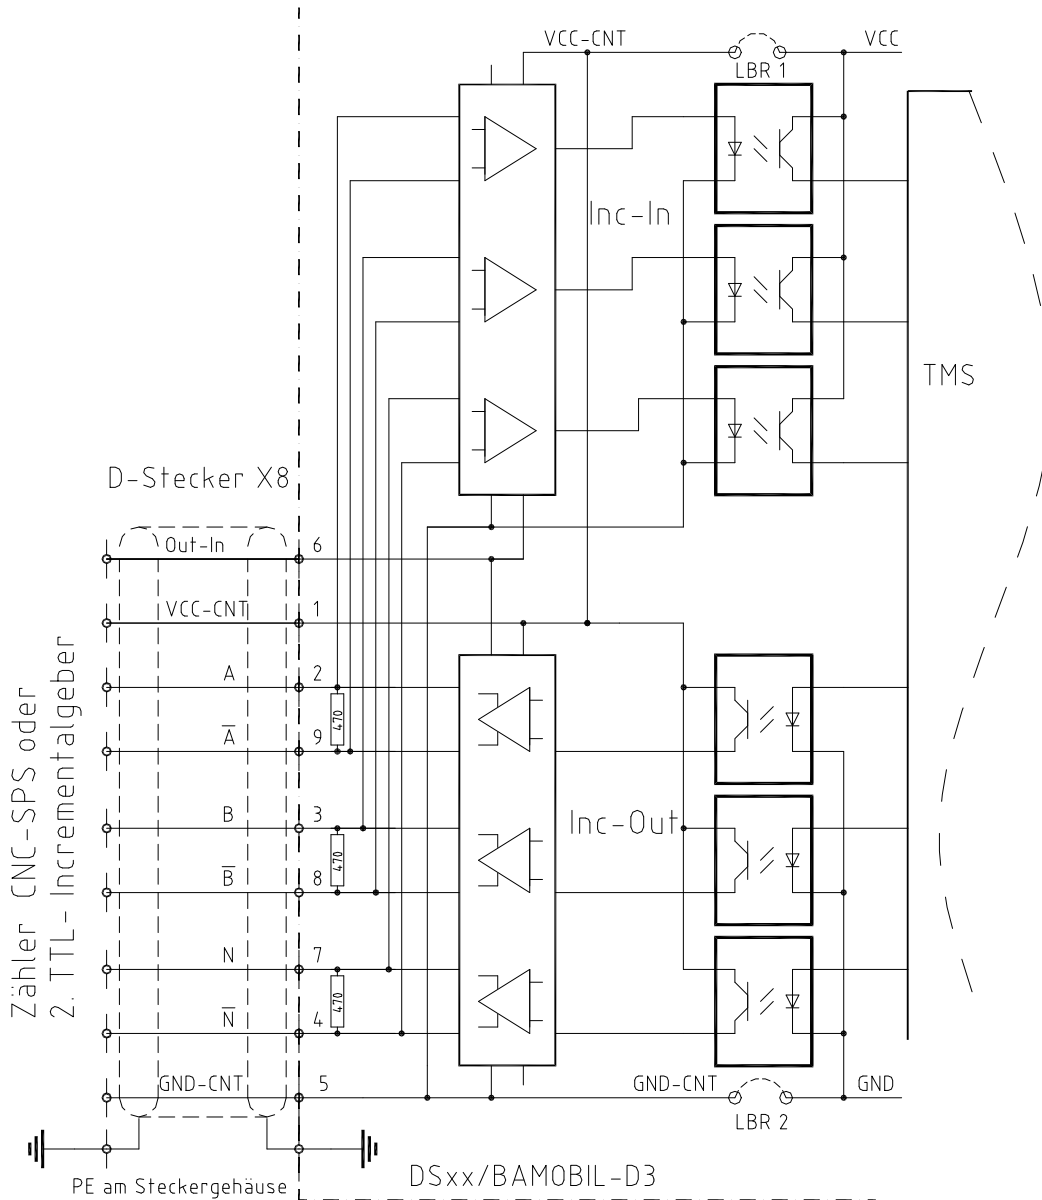 VCC-CNT
VCC
LBR 1
Inc-In
TMS
D-Stecker X8
Out-In 6
VCC-CNT 1
A 2
470
A̅ 9
B 3
470
B̅ 8
Inc-Out
N 7
470
N̅ 4
GND-CNT 5
GND-CNT
GND
LBR 2
Zähler CNC-SPS oder
2. TTL- Incrementalgeber
PE am Steckergehäuse
DSxx/BAMOBIL-D3